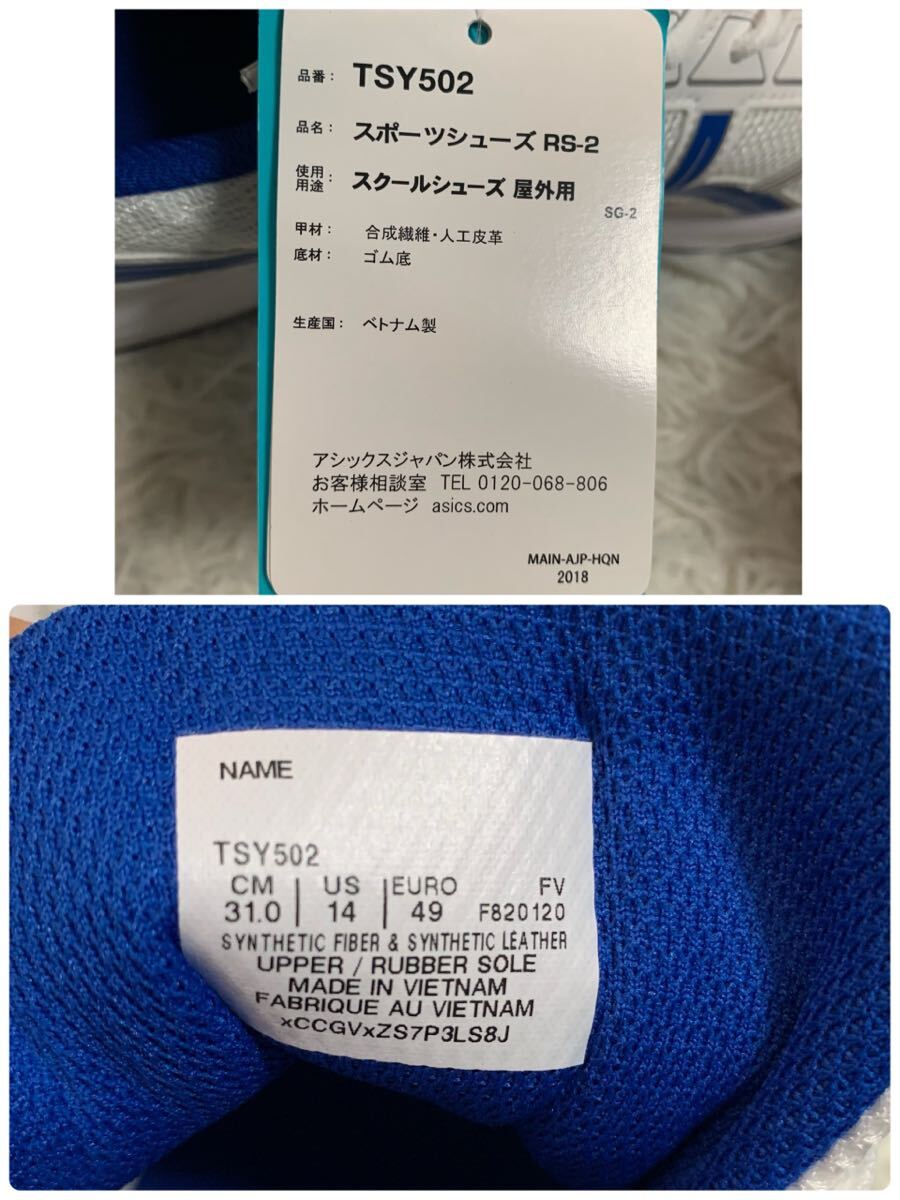 品番: TSY502
品名: スポーツシューズ RS-2
使用用途: スクールシューズ 屋外用
SG-2
甲材: 合成繊維・人工皮革
底材: ゴム底
生産国: ベトナム製
アシックスジャパン株式会社
お客様相談室 TEL 0120-068-806
ホームページ asics.com
MAIN-AJP-HQN
2018
NAME
TSY502
CM | US | EURO FV
31.0 | 14 | 49 F820120
SYNTHETIC FIBER & SYNTHETIC LEATHER
UPPER / RUBBER SOLE
MADE IN VIETNAM
FABRIQUE AU VIETNAM
xCCGVxZS7P3LS8J